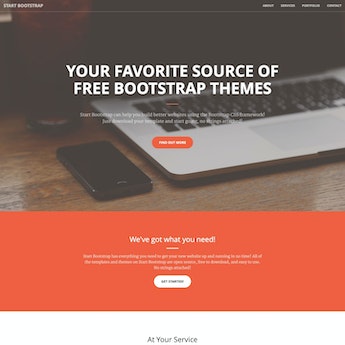 START BOOTSTRAP
ABOUT SERVICES PORTFOLIO CONTACT
YOUR FAVORITE SOURCE OF
FREE BOOTSTRAP THEMES
Start Bootstrap can help you build better websites using the Bootstrap CSS framework!
Just download your template and start going, no strings attached!
FIND OUT MORE
We've got what you need!
Start Bootstrap has everything you need to get your new website up and running in no time! All of
the templates and themes on Start Bootstrap are open source, free to download, and easy to use.
No strings attached!
GET STARTED!
At Your Service